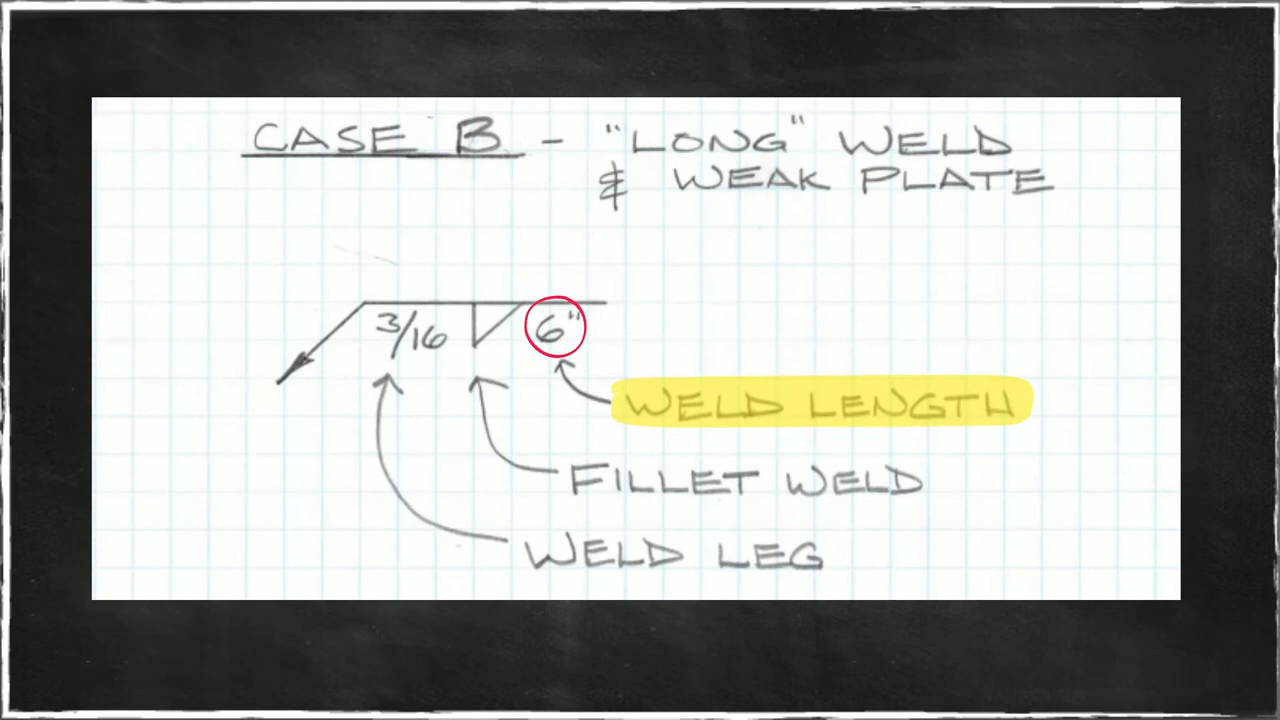 CASE B - "LONG" WELD
& WEAK PLATE
3/16 6"
WELD LENGTH
FILLET WELD
WELD LEG